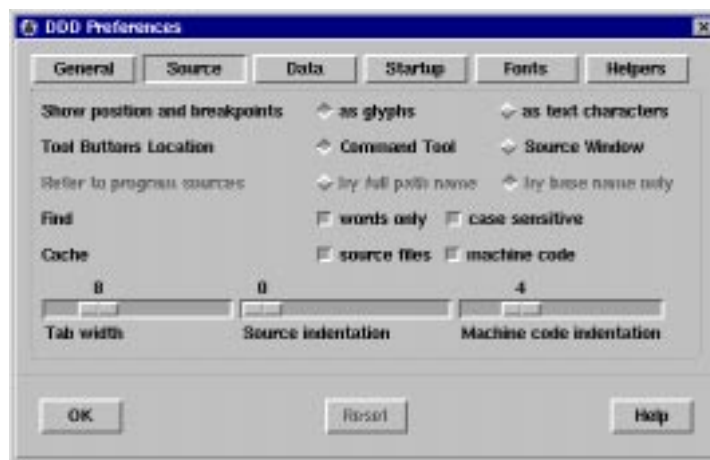 DDD Preferences
General Source Data Startup Fonts Helpers
Show position and breakpoints as glyphs as text characters
Tool Buttons Location Command Tool Source Window
Refer to program sources by full path name by base name only
Find words only case sensitive
Cache source files machine code
8 0 4
Tab width Source indentation Machine code indentation
OK Reset Help